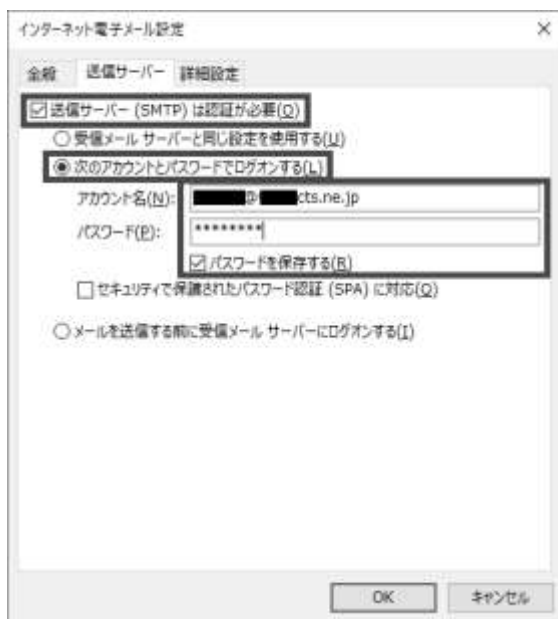 インターネット電子メール設定
全般 送信サーバー 詳細設定
送信サーバー (SMTP) は認証が必要(O)
受信メール サーバーと同じ設定を使用する(U)
次のアカウントとパスワードでログオンする(L)
アカウント名(N): @ cts.ne.jp
パスワード(P): ********
パスワードを保存する(R)
セキュリティで保護されたパスワード認証 (SPA) に対応(Q)
メールを送信する前に受信メール サーバーにログオンする(I)
OK キャンセル